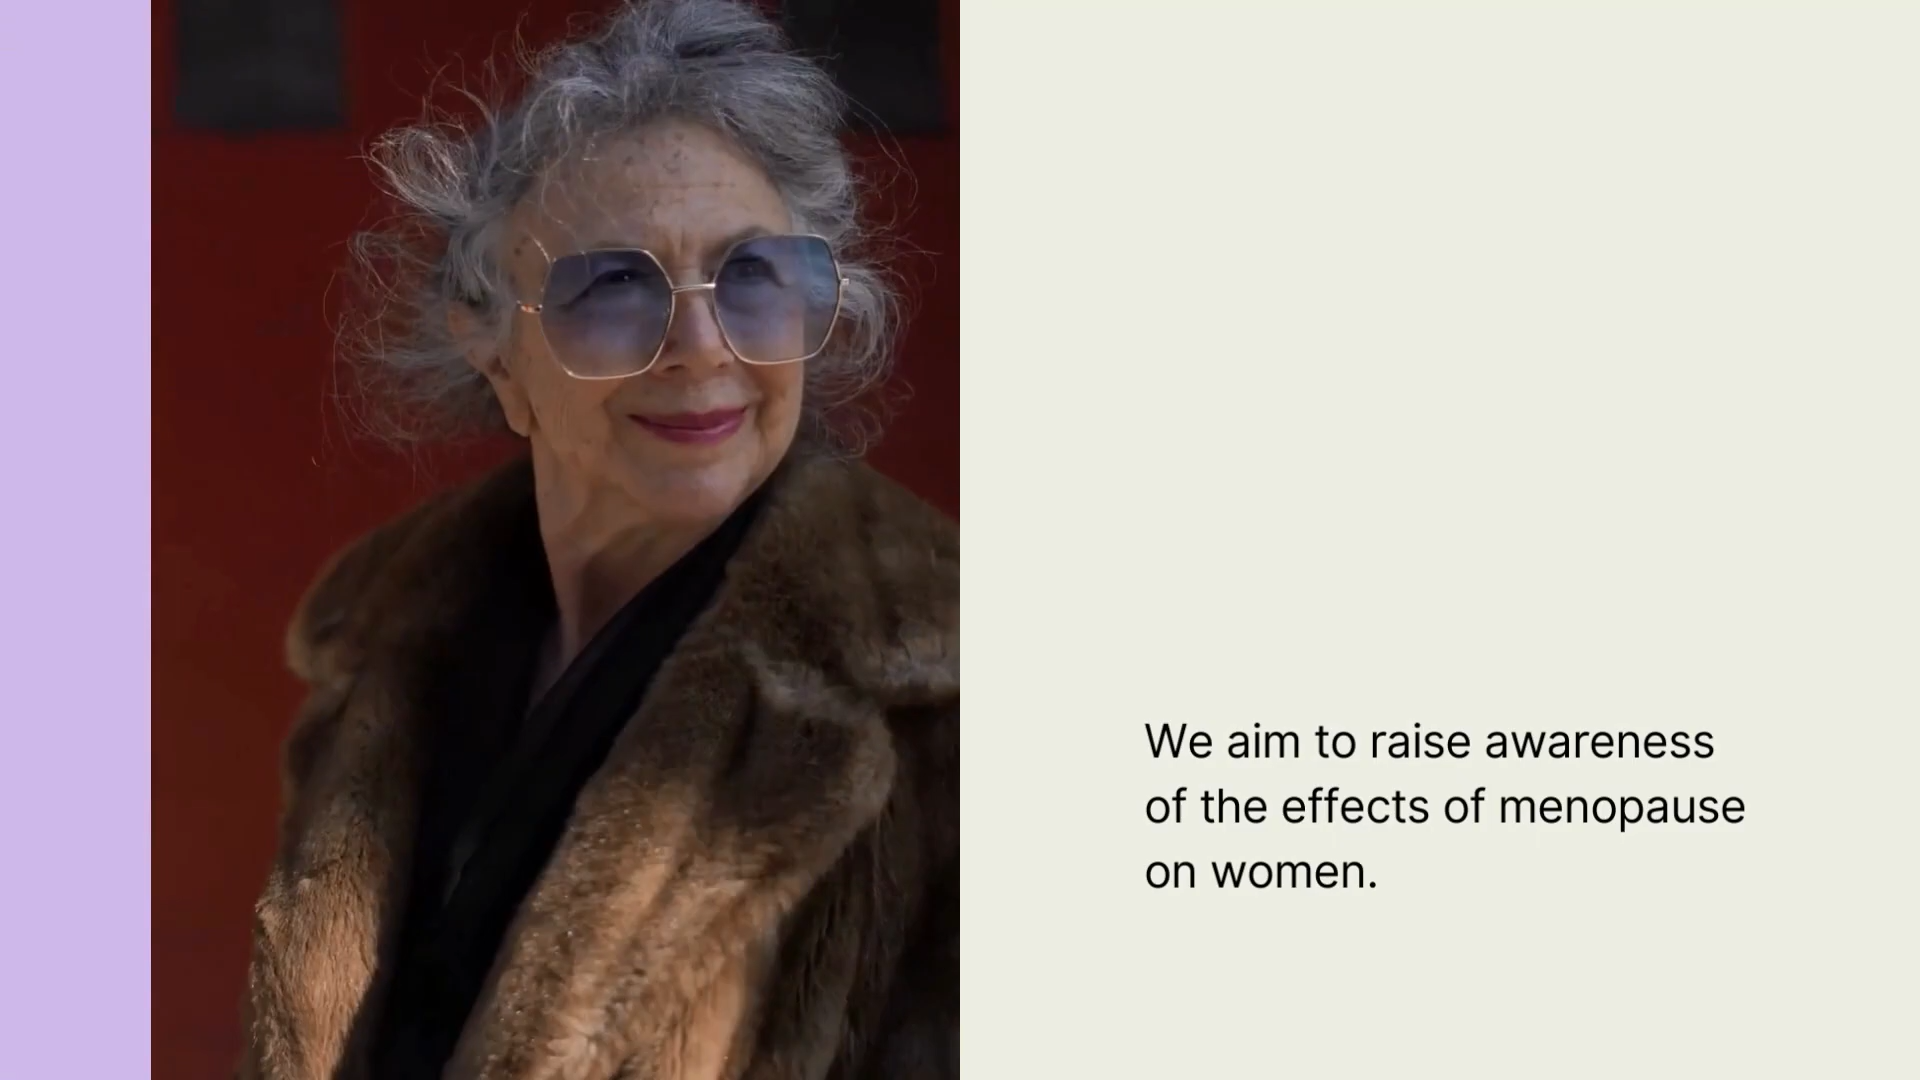 We aim to raise awareness
of the effects of menopause
on women.